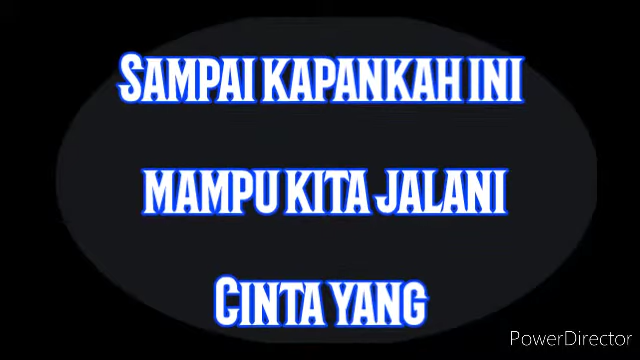 Sampai kapankah ini
mampu kita jalani
Cinta yang
PowerDirector